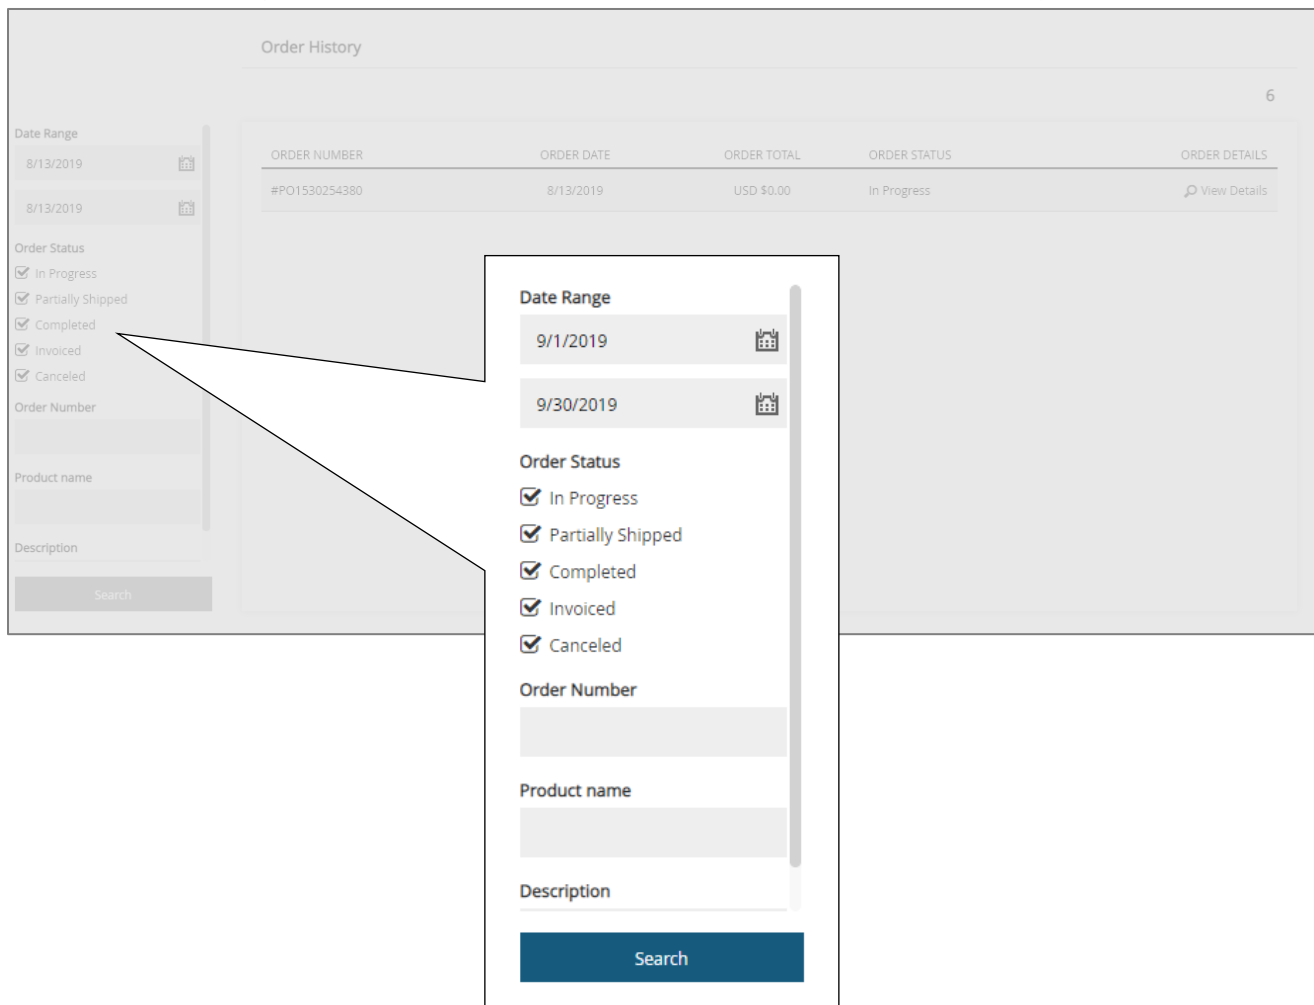 Order History
6
Date Range
8/13/2019
8/13/2019
Order Status
In Progress
Partially Shipped
Completed
Invoiced
Canceled
Order Number
Product name
Description
Search
ORDER NUMBER ORDER DATE ORDER TOTAL ORDER STATUS ORDER DETAILS
#PO1530254380 8/13/2019 USD $0.00 In Progress View Details
Date Range
9/1/2019
9/30/2019
Order Status
In Progress
Partially Shipped
Completed
Invoiced
Canceled
Order Number
Product name
Description
Search